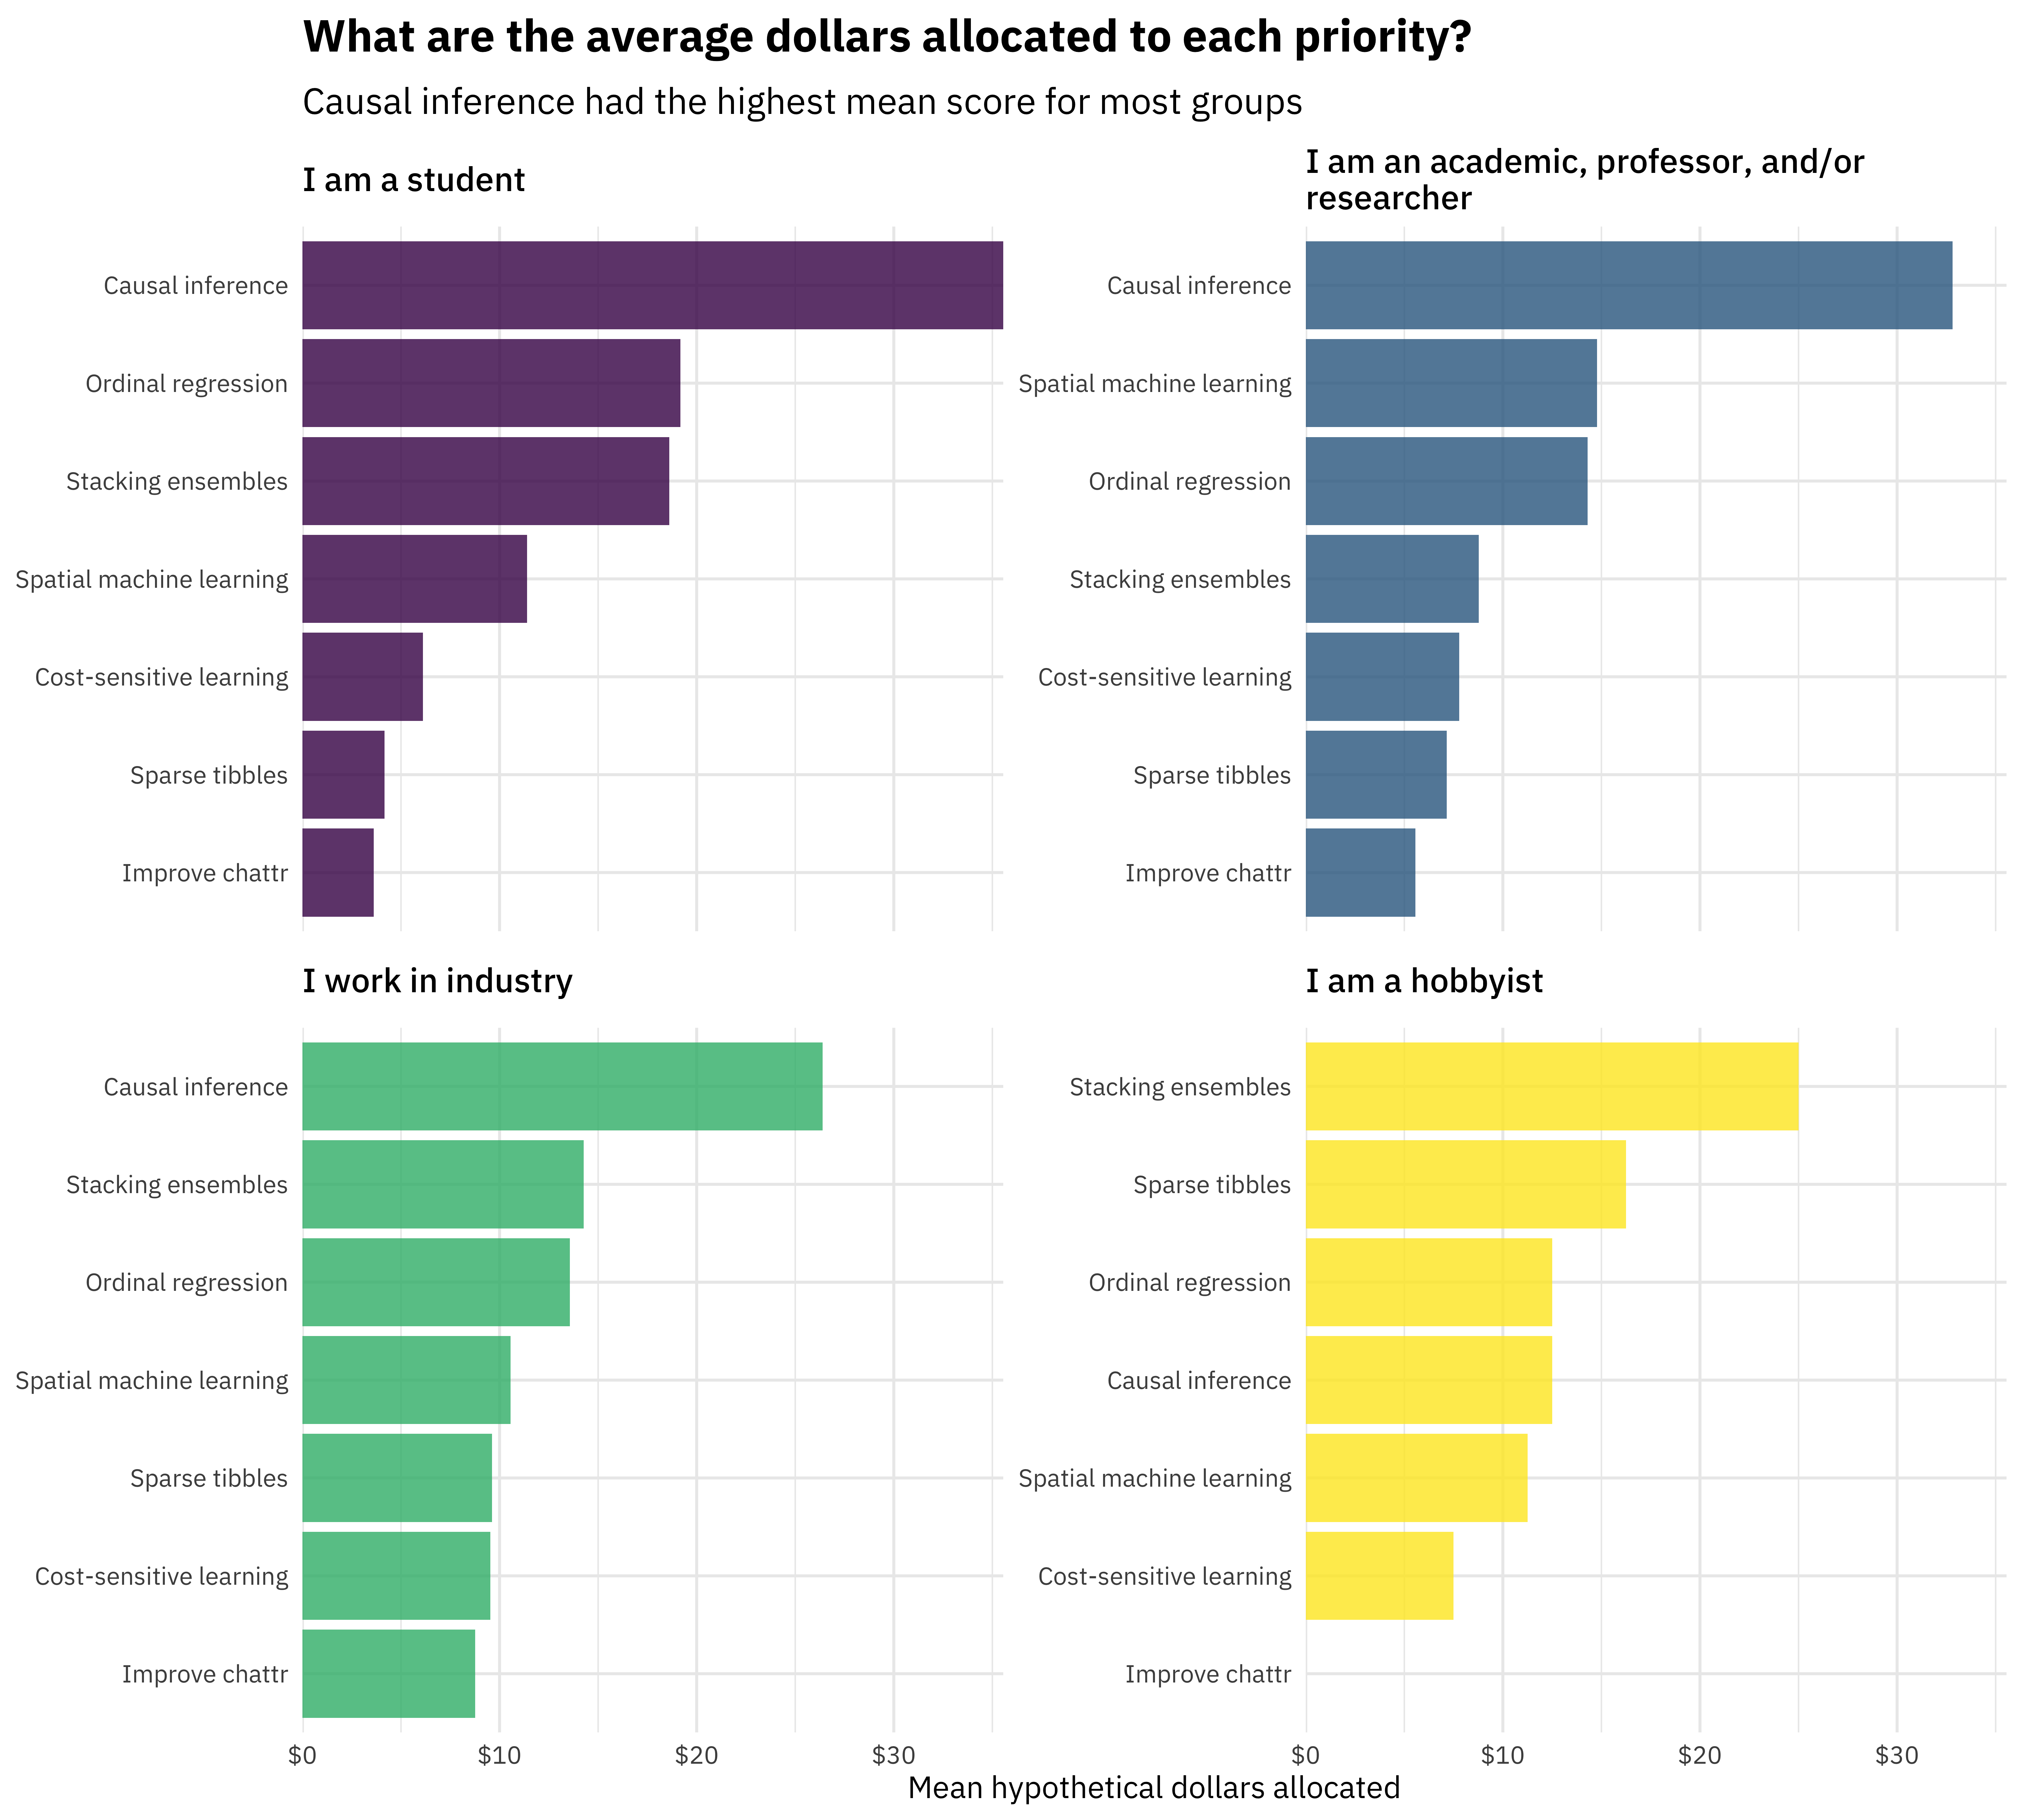 What are the average dollars allocated to each priority?
Causal inference had the highest mean score for most groups
I am a student
Causal inference
Ordinal regression
Stacking ensembles
Spatial machine learning
Cost-sensitive learning
Sparse tibbles
Improve chattr
I am an academic, professor, and/or
researcher
Causal inference
Spatial machine learning
Ordinal regression
Stacking ensembles
Cost-sensitive learning
Sparse tibbles
Improve chattr
I work in industry
Causal inference
Stacking ensembles
Ordinal regression
Spatial machine learning
Sparse tibbles
Cost-sensitive learning
Improve chattr
$0 $10 $20 $30
I am a hobbyist
Stacking ensembles
Sparse tibbles
Ordinal regression
Causal inference
Spatial machine learning
Cost-sensitive learning
Improve chattr
$0 $10 $20 $30
Mean hypothetical dollars allocated